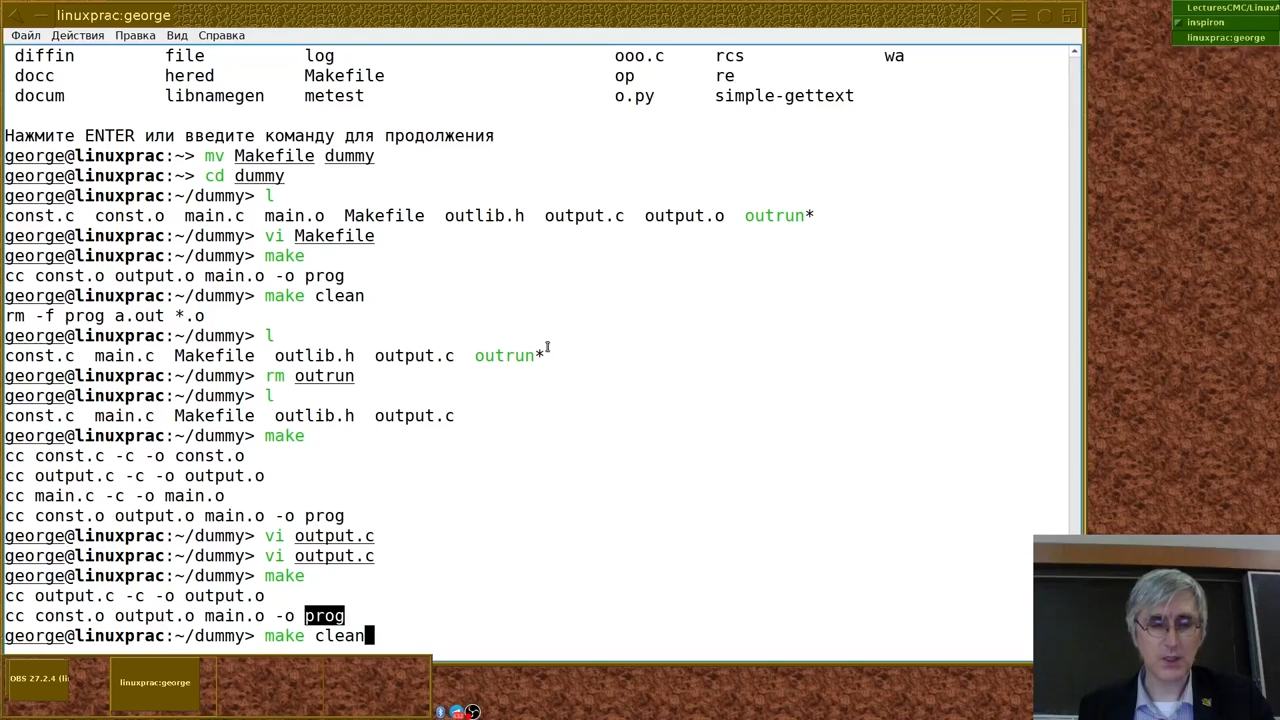 linuxprac:george
LecturesCMC/LinuxA
inspiron
linuxprac:george
Файл Действия Правка Вид Справка
diffin file log ooo.c rcs wa
docc hered Makefile op re
docum libnamegen metest o.py simple-gettext
Нажмите ENTER или введите команду для продолжения
george@linuxprac:~> mv Makefile dummy
george@linuxprac:~> cd dummy
george@linuxprac:~/dummy> l
const.c const.o main.c main.o Makefile outlib.h output.c output.o outrun*
george@linuxprac:~/dummy> vi Makefile
george@linuxprac:~/dummy> make
cc const.o output.o main.o -o prog
george@linuxprac:~/dummy> make clean
rm -f prog a.out *.o
george@linuxprac:~/dummy> l
const.c main.c Makefile outlib.h output.c outrun*
george@linuxprac:~/dummy> rm outrun
george@linuxprac:~/dummy> l
const.c main.c Makefile outlib.h output.c
george@linuxprac:~/dummy> make
cc const.c -c -o const.o
cc output.c -c -o output.o
cc main.c -c -o main.o
cc const.o output.o main.o -o prog
george@linuxprac:~/dummy> vi output.c
george@linuxprac:~/dummy> vi output.c
george@linuxprac:~/dummy> make
cc output.c -c -o output.o
cc const.o output.o main.o -o prog
george@linuxprac:~/dummy> make clean
OBS 27.2.4 (li
linuxprac:george